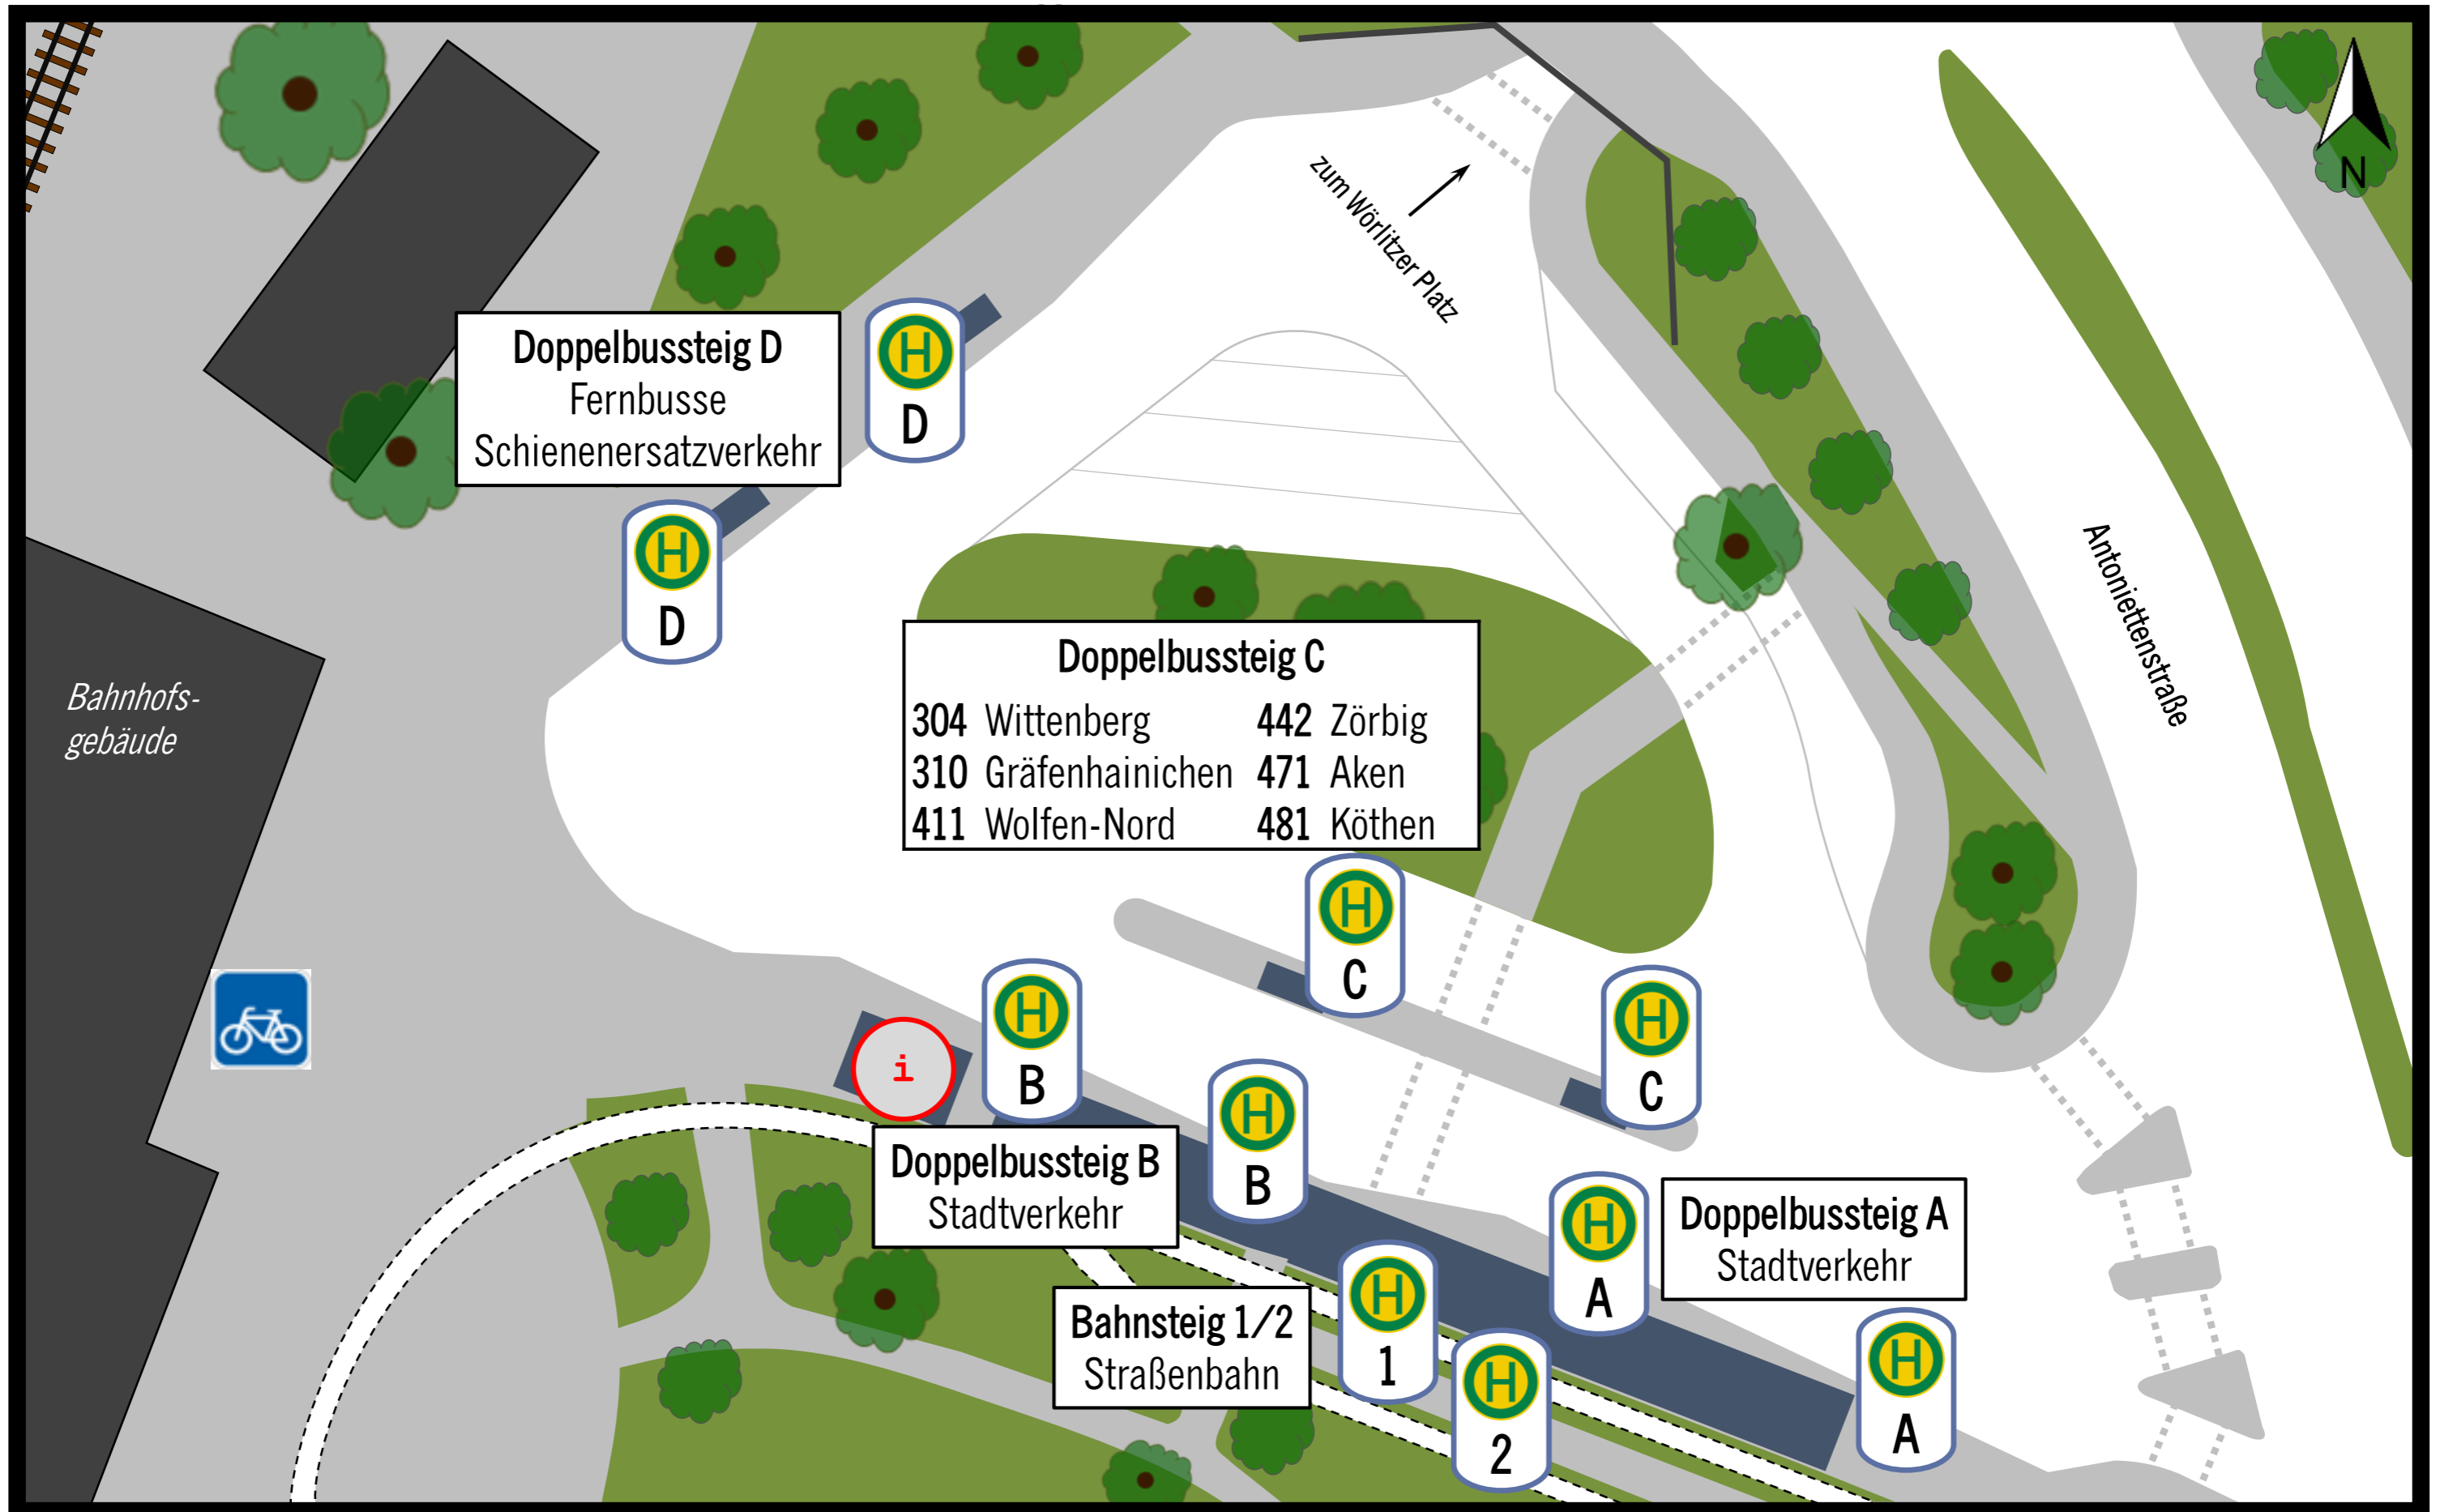 N
zum Wörlitzer Platz
Doppelbussteig D
Fernbusse
Schienenersatzverkehr
H
D
H
D
Antoniettenstraße
Bahnhofs-
gebäude
Doppelbussteig C
304 Wittenberg 442 Zörbig
310 Gräfenhainichen 471 Aken
411 Wolfen-Nord 481 Köthen
H
C
H
C
i
H
B
H
B
Doppelbussteig B
Stadtverkehr
H
A
Doppelbussteig A
Stadtverkehr
H
A
Bahnsteig 1/2
Straßenbahn
H
1
H
2